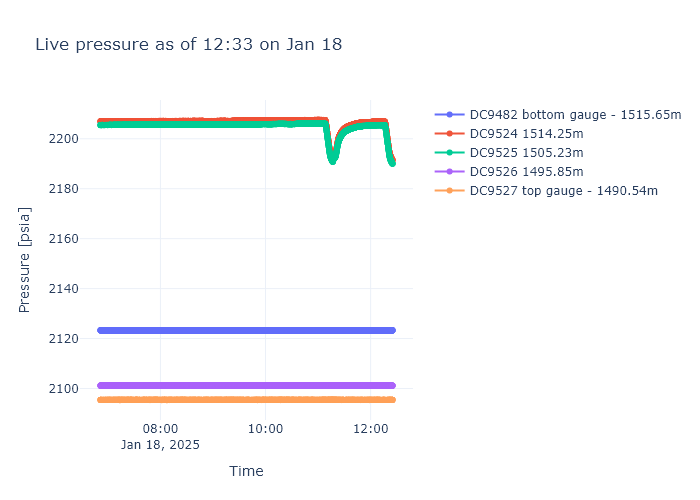 Live pressure as of 12:33 on Jan 18
DC9482 bottom gauge - 1515.65m
DC9524 1514.25m
DC9525 1505.23m
DC9526 1495.85m
DC9527 top gauge - 1490.54m
Pressure [psia]
2200
2180
2160
2140
2120
2100
08:00
10:00
12:00
Jan 18, 2025
Time